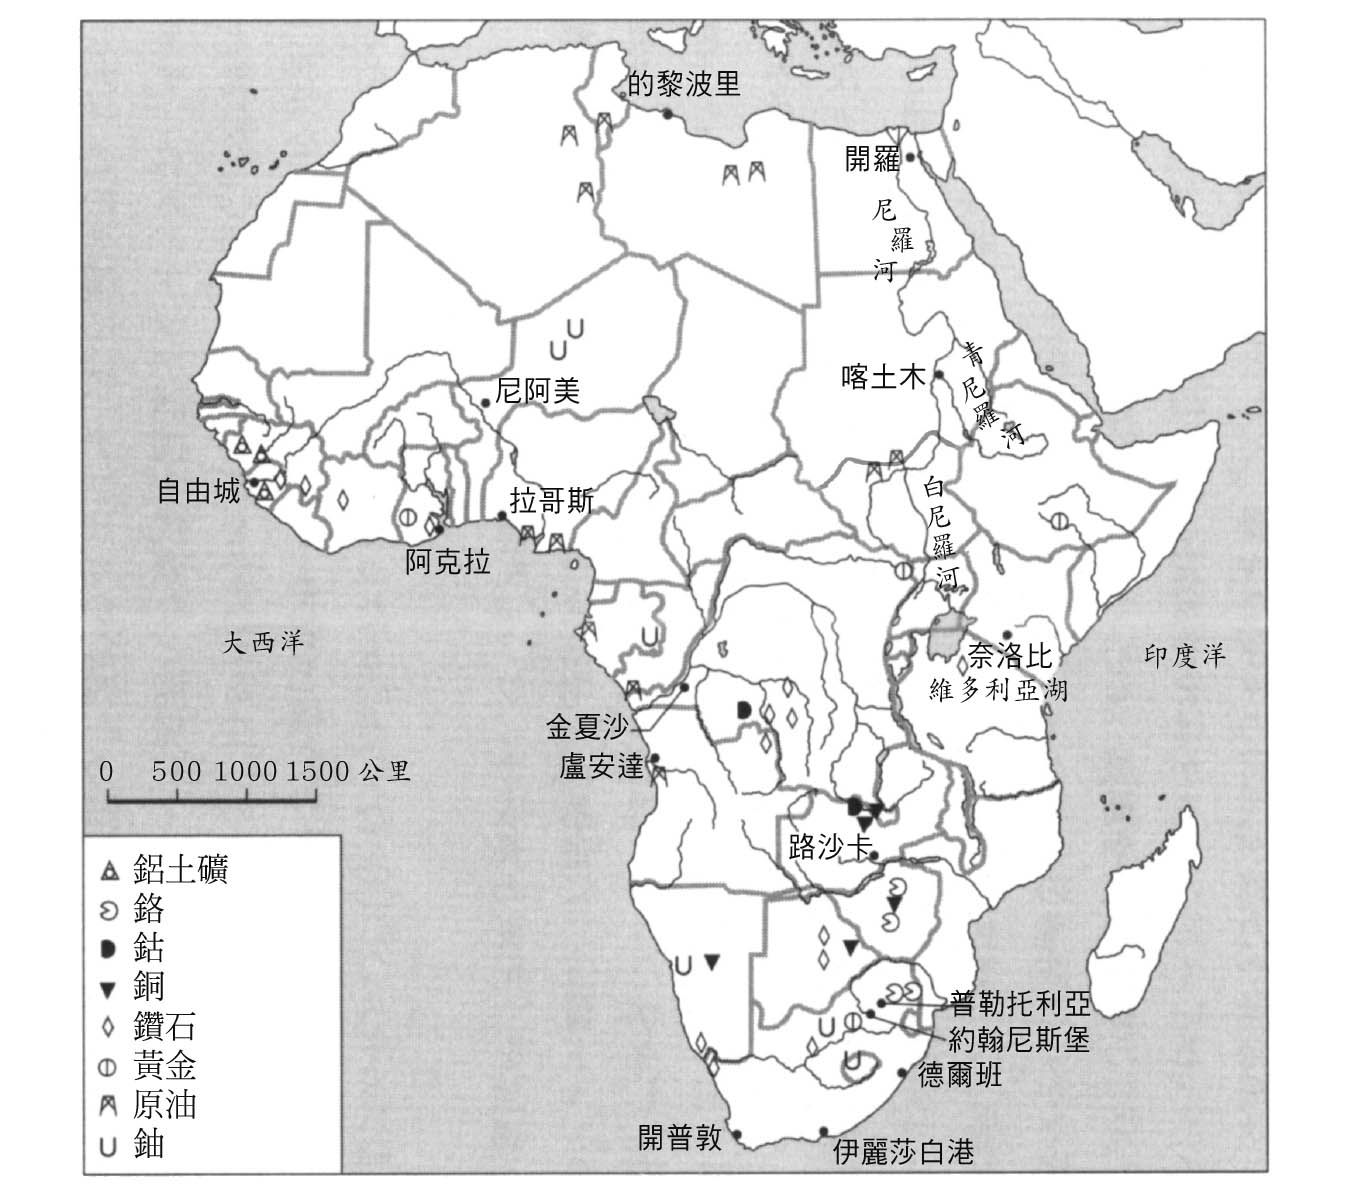 的黎波里
開羅
尼羅河
青尼羅河
喀土木
尼阿美
白尼羅河
自由城
拉哥斯
阿克拉
大西洋
印度洋
奈洛比
維多利亞湖
金夏沙
盧安達
0 500 1000 1500 公里
路沙卡
鋁土礦
鉻
鈷
銅
鑽石
黃金
原油
鈾
普勒托利亞
約翰尼斯堡
德爾班
開普敦
伊麗莎白港